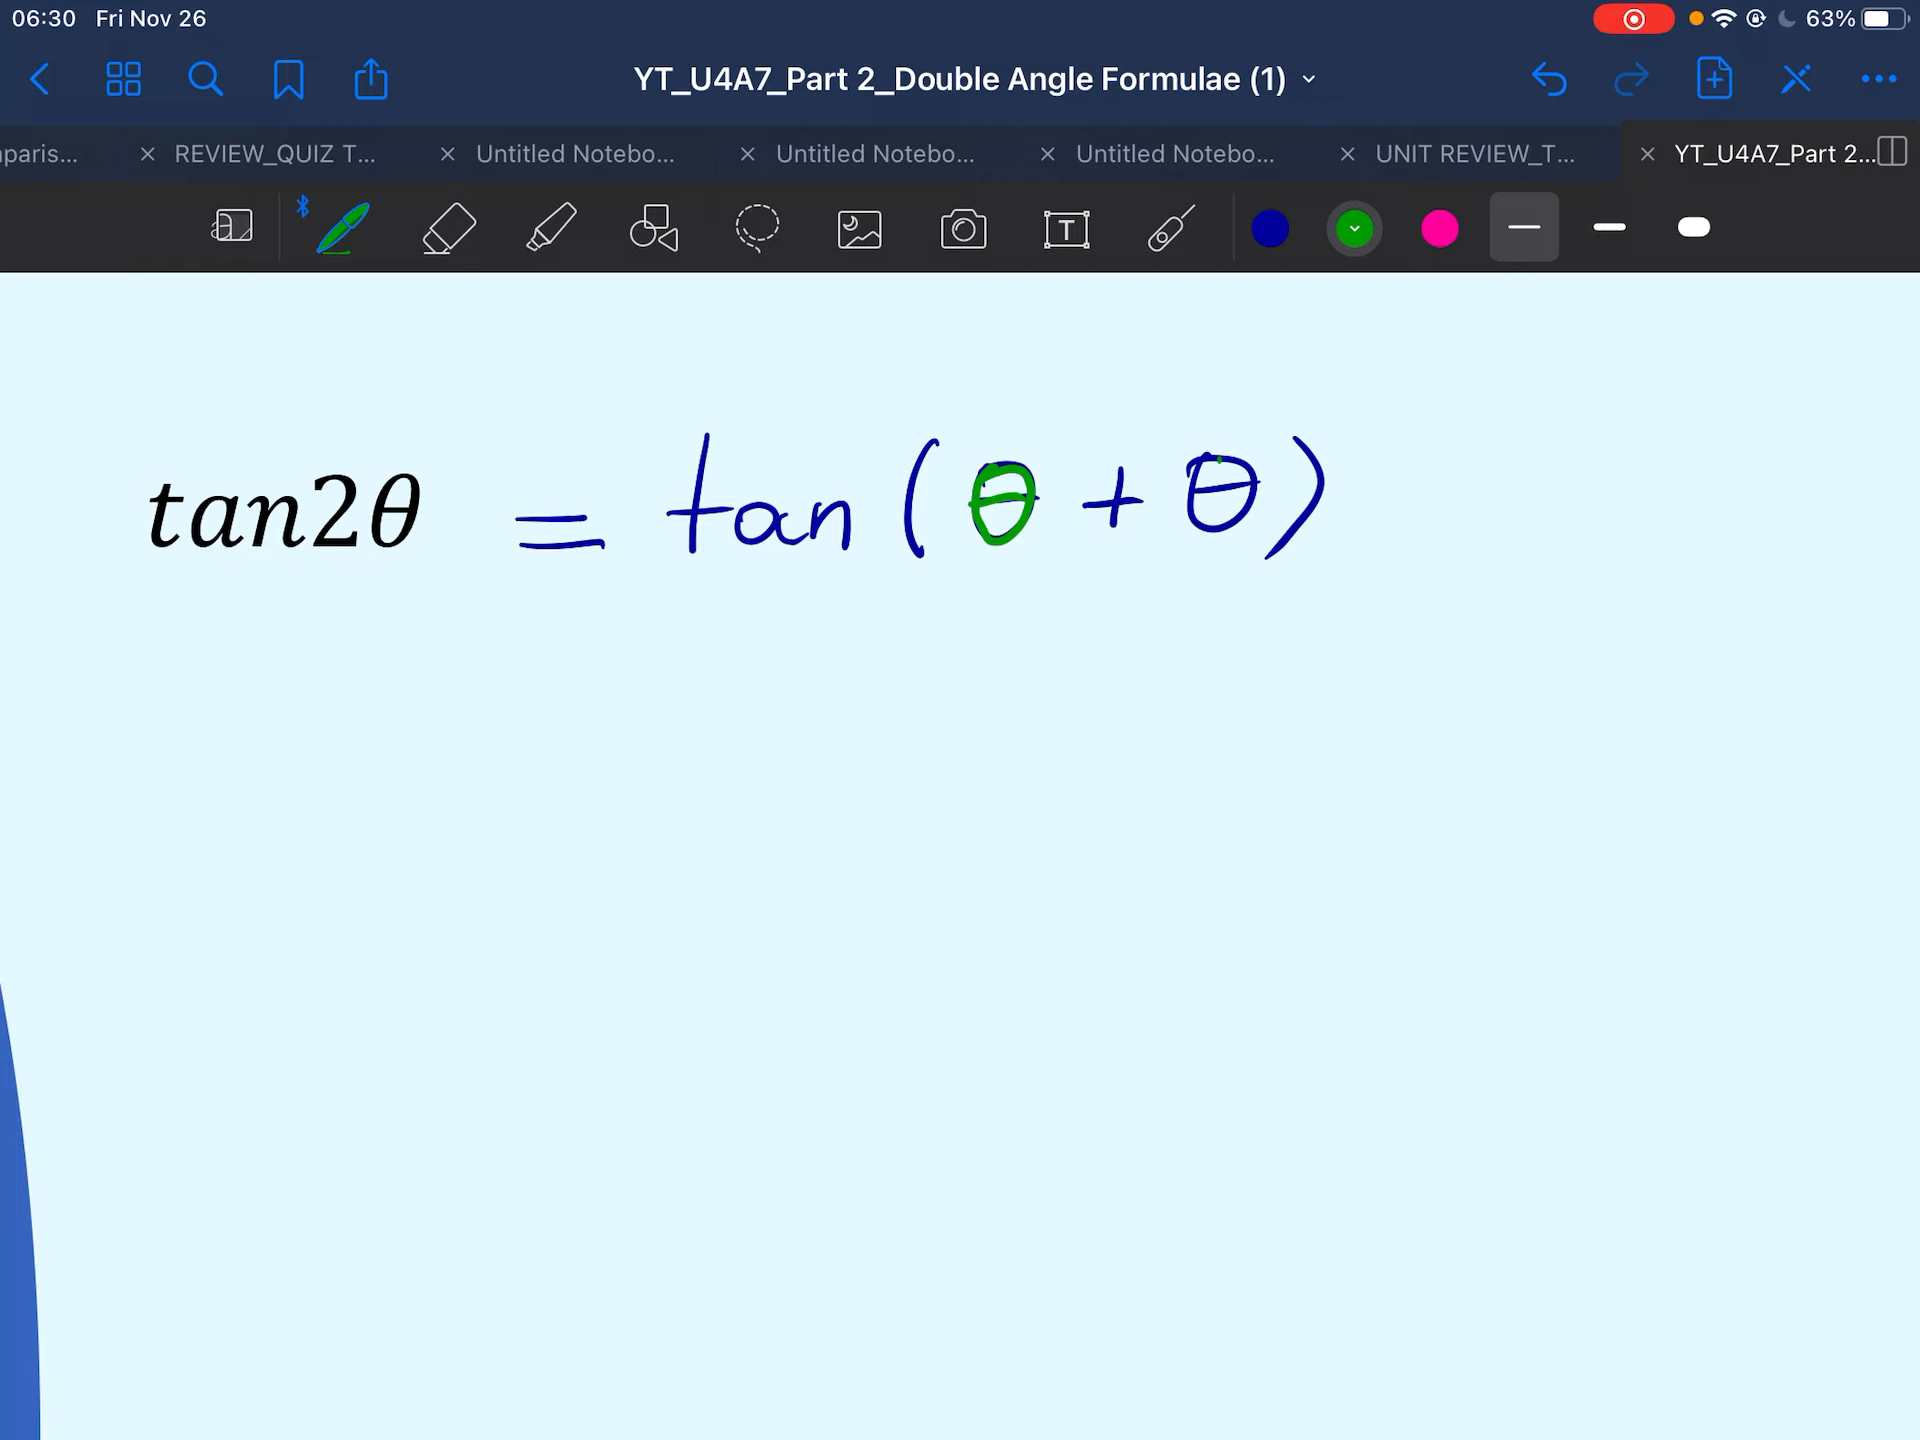 06:30 Fri Nov 26 63%
YT_U4A7_Part 2_Double Angle Formulae (1)
paris... REVIEW_QUIZ T... Untitled Notebo... Untitled Notebo... Untitled Notebo... UNIT REVIEW_T... YT_U4A7_Part 2...
T
tan2θ = tan(θ + θ)